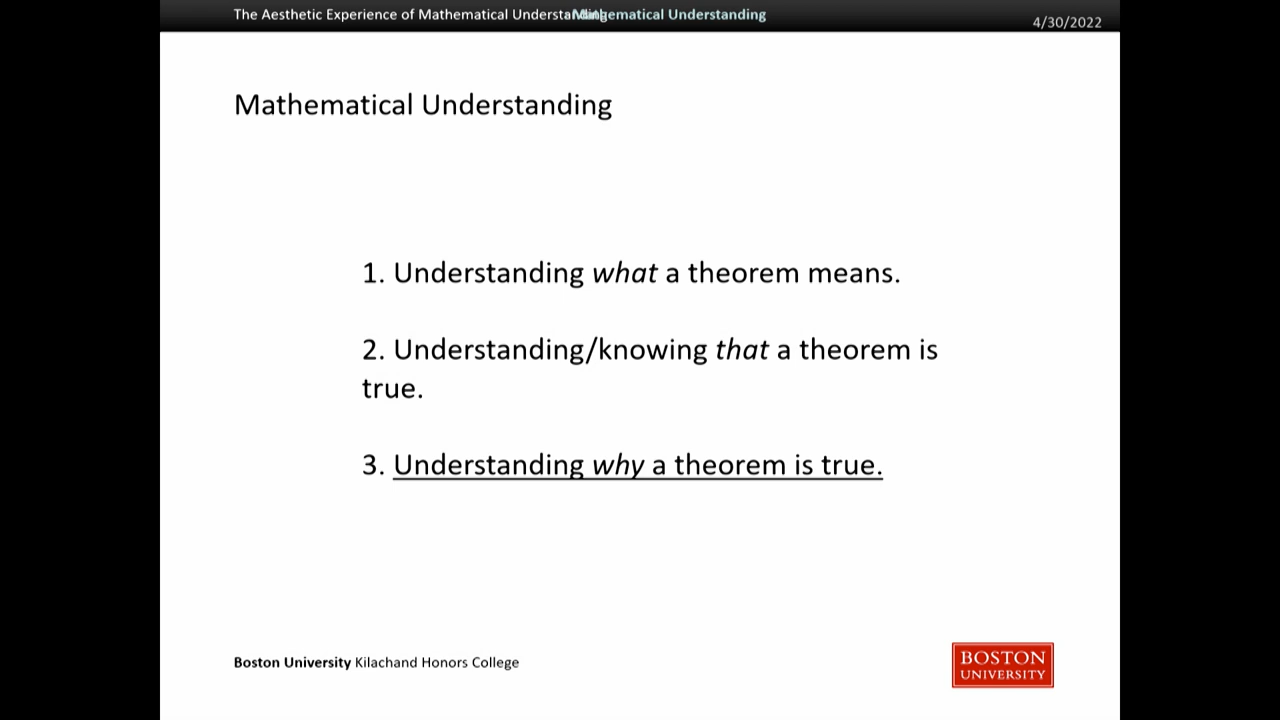 The Aesthetic Experience of Mathematical Understanding Mathematical Understanding
4/30/2022
Mathematical Understanding
1. Understanding what a theorem means.
2. Understanding/knowing that a theorem is
true.
3. Understanding why a theorem is true.
Boston University Kilachand Honors College
BOSTON
UNIVERSITY